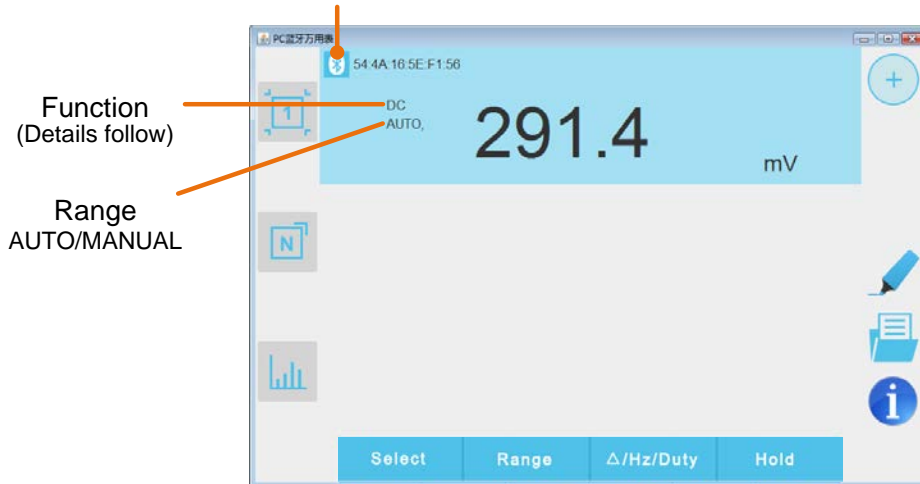 PC蓝牙万用表
54:4A:16:5E:F1:56
Function
(Details follow)
DC
AUTO,
291.4
mV
1
Range
AUTO/MANUAL
N
i
Select
Range
△/Hz/Duty
Hold